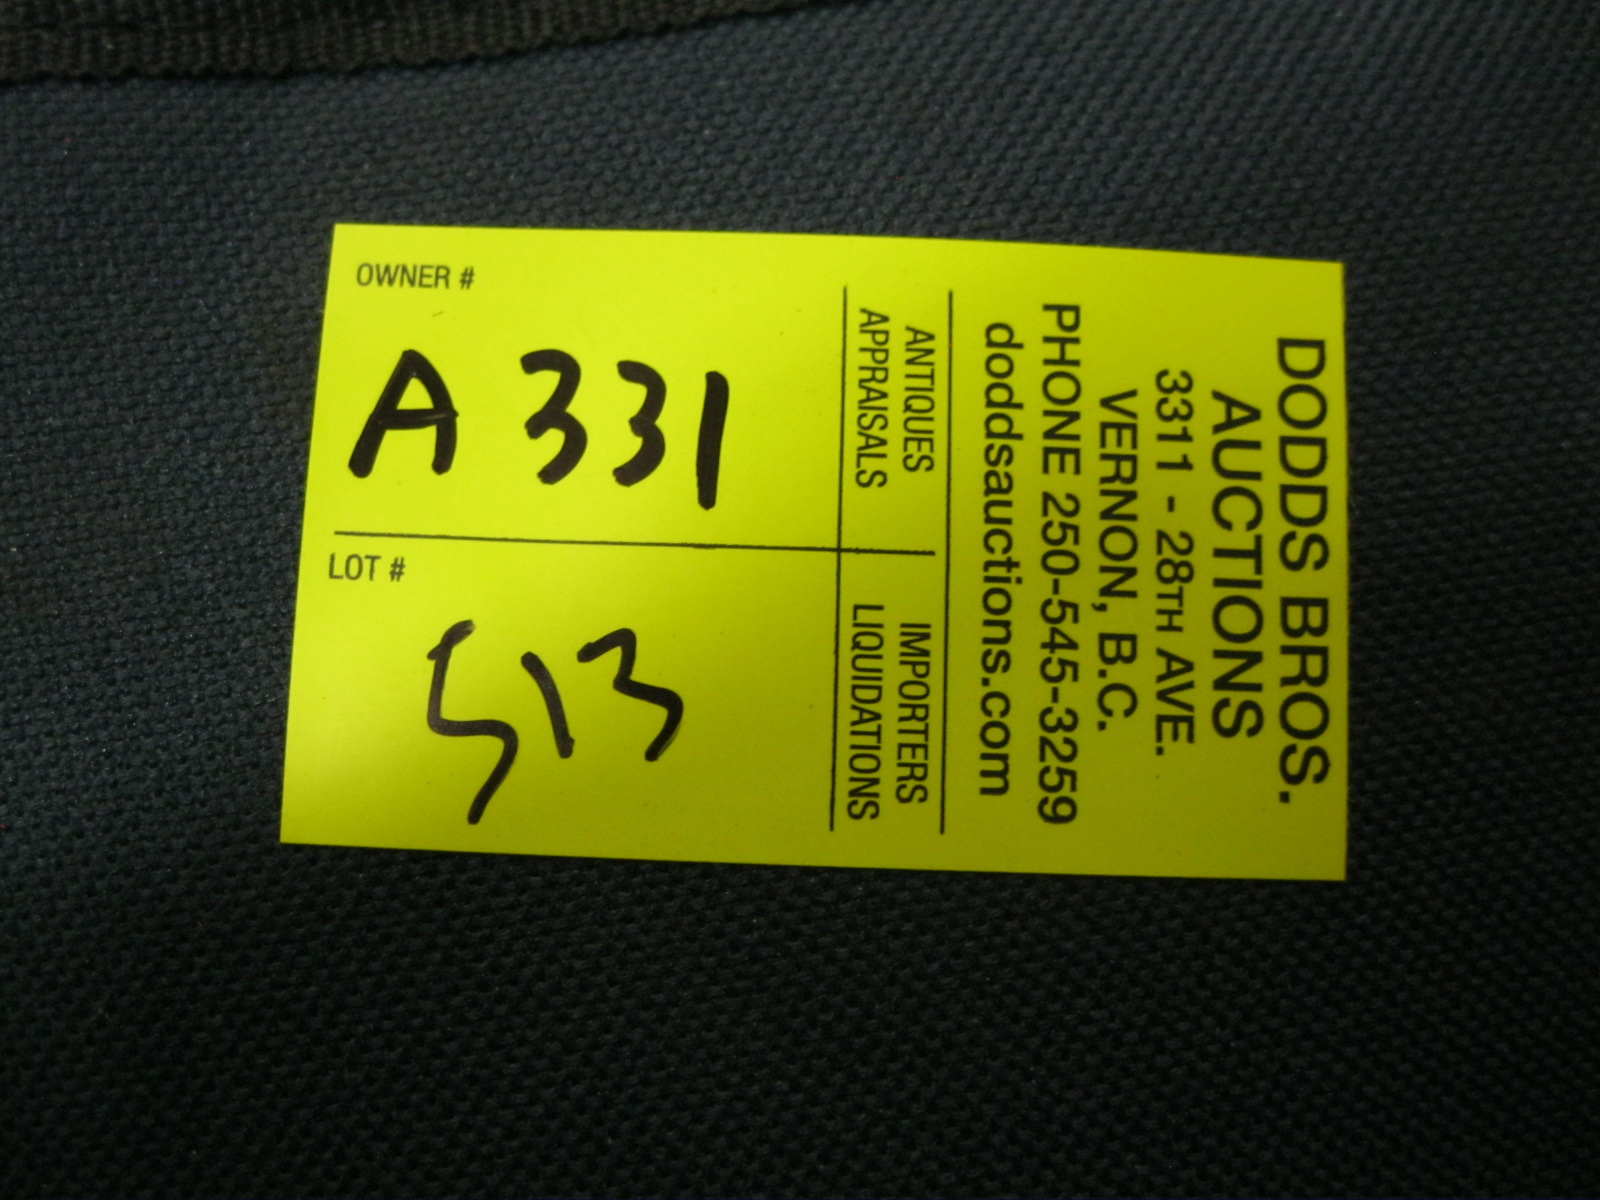 DODDS BROS.
AUCTIONS
3311 - 28TH AVE.
VERNON, B.C.
PHONE 250-545-3259
doddsauctions.com
ANTIQUES
APPRAISALS
IMPORTERS
LIQUIDATIONS
OWNER #
A 331
LOT #
513